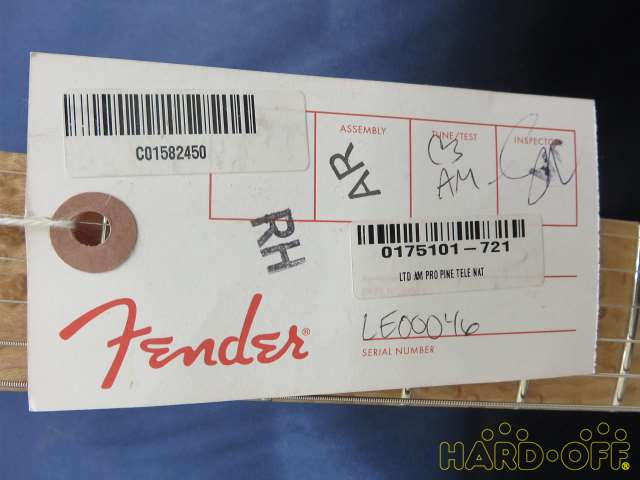 C01582450
ASSEMBLY
TUNE/TEST
INSPECTOR
AR
C3
AM
RH
0175101-721
LTD AM PRO PINE TELE NAT
Fender®
LE00046
SERIAL NUMBER
HARD-OFF